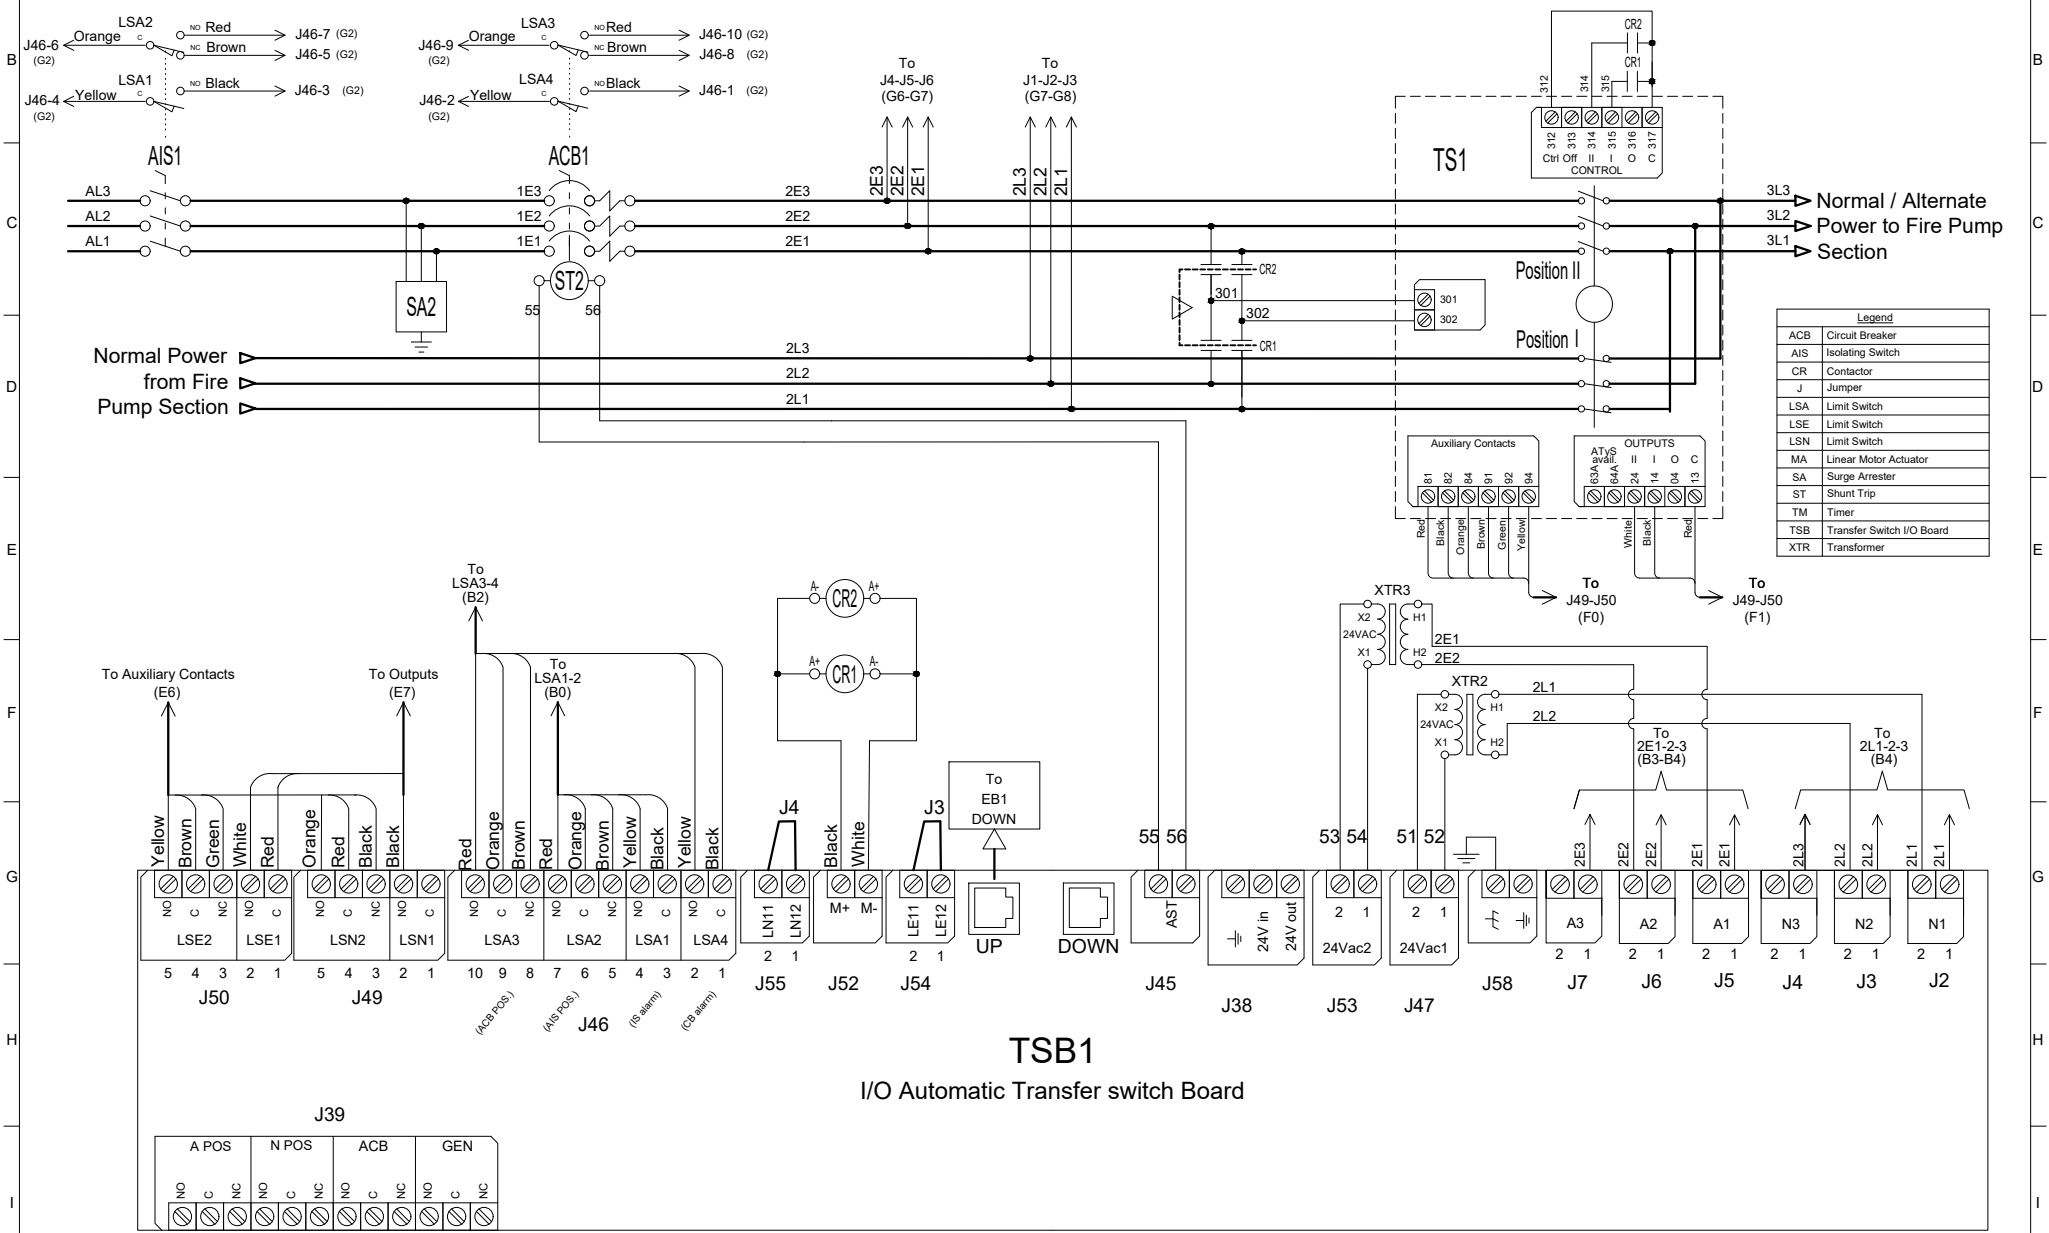 B
LSA2
Orange
C
NO
Red
J46-7 (G2)
J46-6
(G2)
NC
Brown
J46-5 (G2)
LSA1
C
NO
Black
J46-3 (G2)
J46-4
(G2)
Yellow
LSA3
J46-9
(G2)
Orange
C
NO
Red
J46-10 (G2)
NC
Brown
J46-8 (G2)
LSA4
J46-2
(G2)
Yellow
C
NO
Black
J46-1 (G2)
To
J4-J5-J6
(G6-G7)
To
J1-J2-J3
(G7-G8)
CR2
CR1
312
314
315
B
312 313 314 315 316 317
Ctrl Off II I O C
CONTROL
TS1
AIS1
ACB1
2E3
2E2
2E1
2L3
2L2
2L1
C
AL3
1E3
2E3
3L3
Normal / Alternate
AL2
1E2
2E2
3L2
Power to Fire Pump
AL1
1E1
2E1
3L1
Section
C
SA2
ST2
55
56
CR2
301
302
CR1
301
302
Position II
Position I
D
Normal Power
from Fire
Pump Section
2L3
2L2
2L1
D
Legend
ACB Circuit Breaker
AIS Isolating Switch
CR Contactor
J Jumper
LSA Limit Switch
LSE Limit Switch
LSN Limit Switch
MA Linear Motor Actuator
SA Surge Arrester
ST Shunt Trip
TM Timer
TSB Transfer Switch I/O Board
XTR Transformer
Auxiliary Contacts
81 82 84 91 92 94
Red Black Orange Brown Green Yellow
OUTPUTS
ATyS
avail. II I O C
63A 64A 24 14 04 13
White Black Red
E
E
To
J49-J50
(F0)
To
J49-J50
(F1)
To
LSA3-4
(B2)
A- CR2 A+
A+ CR1 A-
XTR3
X2 H1
24VAC
X1 H2
2E1
2E2
XTR2
X2 H1
24VAC
X1 H2
2L1
2L2
F
To Auxiliary Contacts
(E6)
To Outputs
(E7)
To
LSA1-2
(B0)
To
2E1-2-3
(B3-B4)
To
2L1-2-3
(B4)
F
To
EB1
DOWN
J4
J3
G
Yellow Brown Green White Red
Orange Red Black Black
Red Orange Brown Red Orange Brown Yellow Black Yellow Black
Black White
55 56
53 54
51 52
2E3 2E2 2E2 2E1 2E1 2L3 2L2 2L2 2L1 2L1
G
NO C NC NO C
LSE2 LSE1
NO C NC NO C
LSN2 LSN1
NO C NC NO C NC NO C NO C
LSA3 LSA2 LSA1 LSA4
LN11 LN12
M+ M-
LE11 LE12
UP
DOWN
AST
24V in 24V out
2 1
24Vac2
2 1
24Vac1
A3 A2 A1 N3 N2 N1
5 4 3 2 1
5 4 3 2 1
10 9 8 7 6 5 4 3 2 1
2 1
2 1
2 1 2 1 2 1 2 1 2 1 2 1
J50
J49
(ACB POS.)
(AIS POS.)
J46
(IS alarm)
(CB alarm)
J55
J52
J54
J45
J38
J53
J47
J58
J7
J6
J5
J4
J3
J2
H
TSB1
H
I/O Automatic Transfer switch Board
J39
I
A POS N POS ACB GEN
NO C NC NO C NC NO C NC NO C NC
I